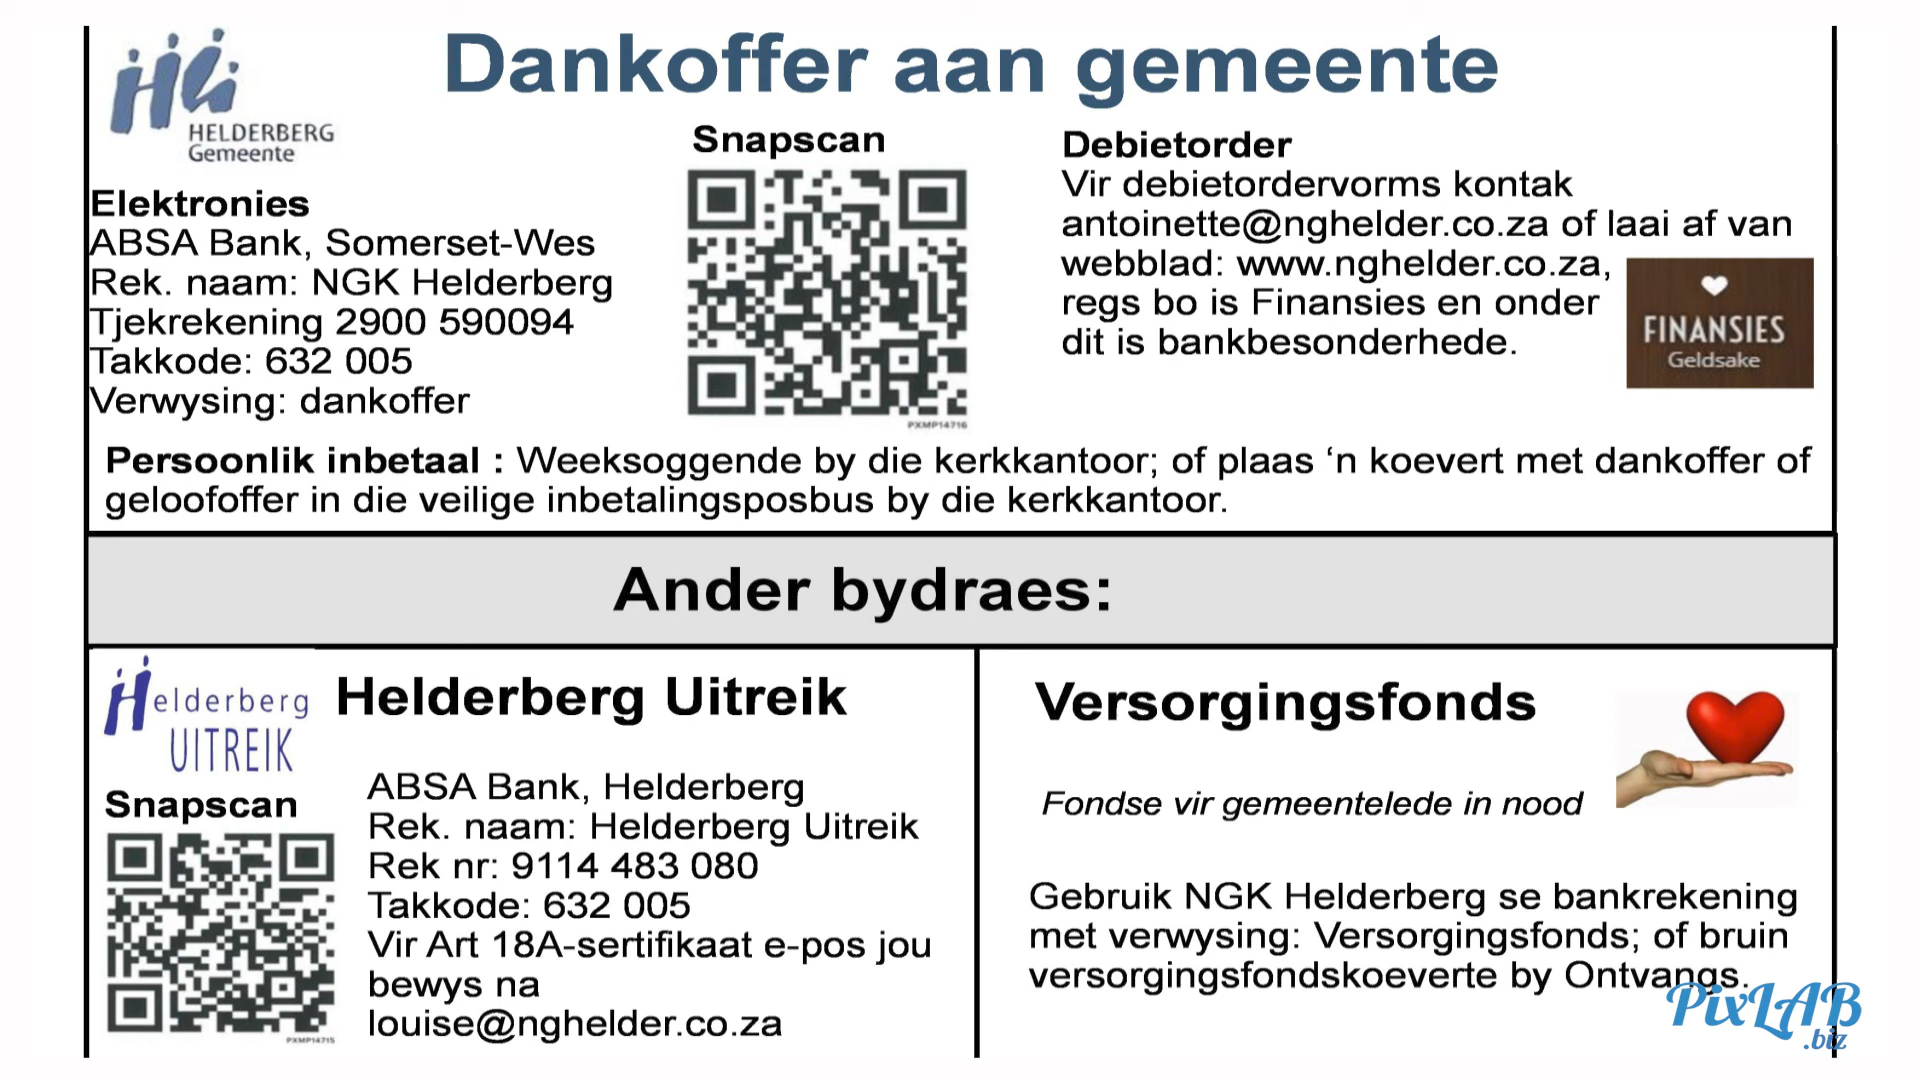 Dankoffer aan gemeente
HELDERBERG
Gemeente
Elektronies
ABSA Bank, Somerset-Wes
Rek. naam: NGK Helderberg
Tjekrekening 2900 590094
Takkode: 632 005
Verwysing: dankoffer
Snapscan
PXMP14716
Debietorder
Vir debietordervorms kontak
antoinette@nghelder.co.za of laai af van
webblad: www.nghelder.co.za,
regs bo is Finansies en onder
dit is bankbesonderhede.
FINANSIES
Geldsake
Persoonlik inbetaal : Weeksoggende by die kerkkantoor; of plaas ‘n koevert met dankoffer of
geloofoffer in die veilige inbetalingsposbus by die kerkkantoor.
Ander bydraes:
Helderberg
UITREIK
Helderberg Uitreik
Snapscan
PXMP14715
ABSA Bank, Helderberg
Rek. naam: Helderberg Uitreik
Rek nr: 9114 483 080
Takkode: 632 005
Vir Art 18A-sertifikaat e-pos jou
bewys na
louise@nghelder.co.za
Versorgingsfonds
Fondse vir gemeentelede in nood
Gebruik NGK Helderberg se bankrekening
met verwysing: Versorgingsfonds; of bruin
versorgingsfondskoeverte by Ontvangs.
PixLAB
.biz